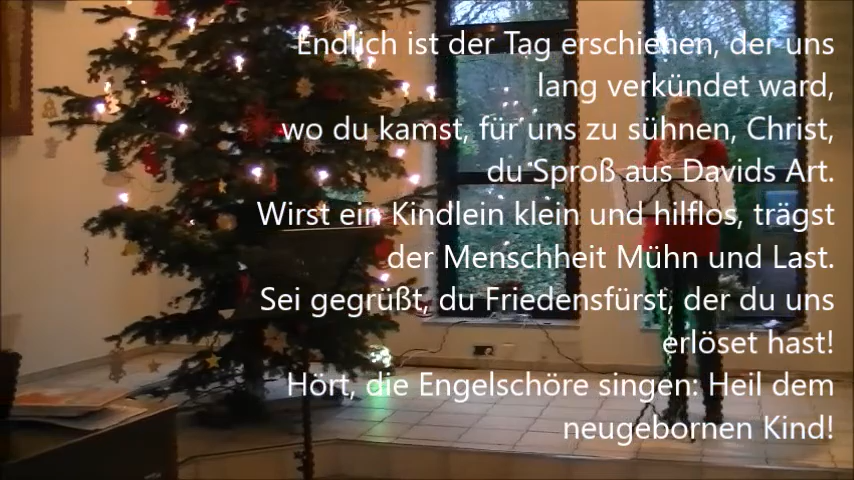 Endlich ist der Tag erschienen, der uns
lang verkündet ward,
wo du kamst, für uns zu sühnen, Christ,
du Sproß aus Davids Art.
Wirst ein Kindlein klein und hilflos, trägst
der Menschheit Mühn und Last.
Sei gegrüßt, du Friedensfürst, der du uns
erlöset hast!
Hört, die Engelschöre singen: Heil dem
neugebornen Kind!